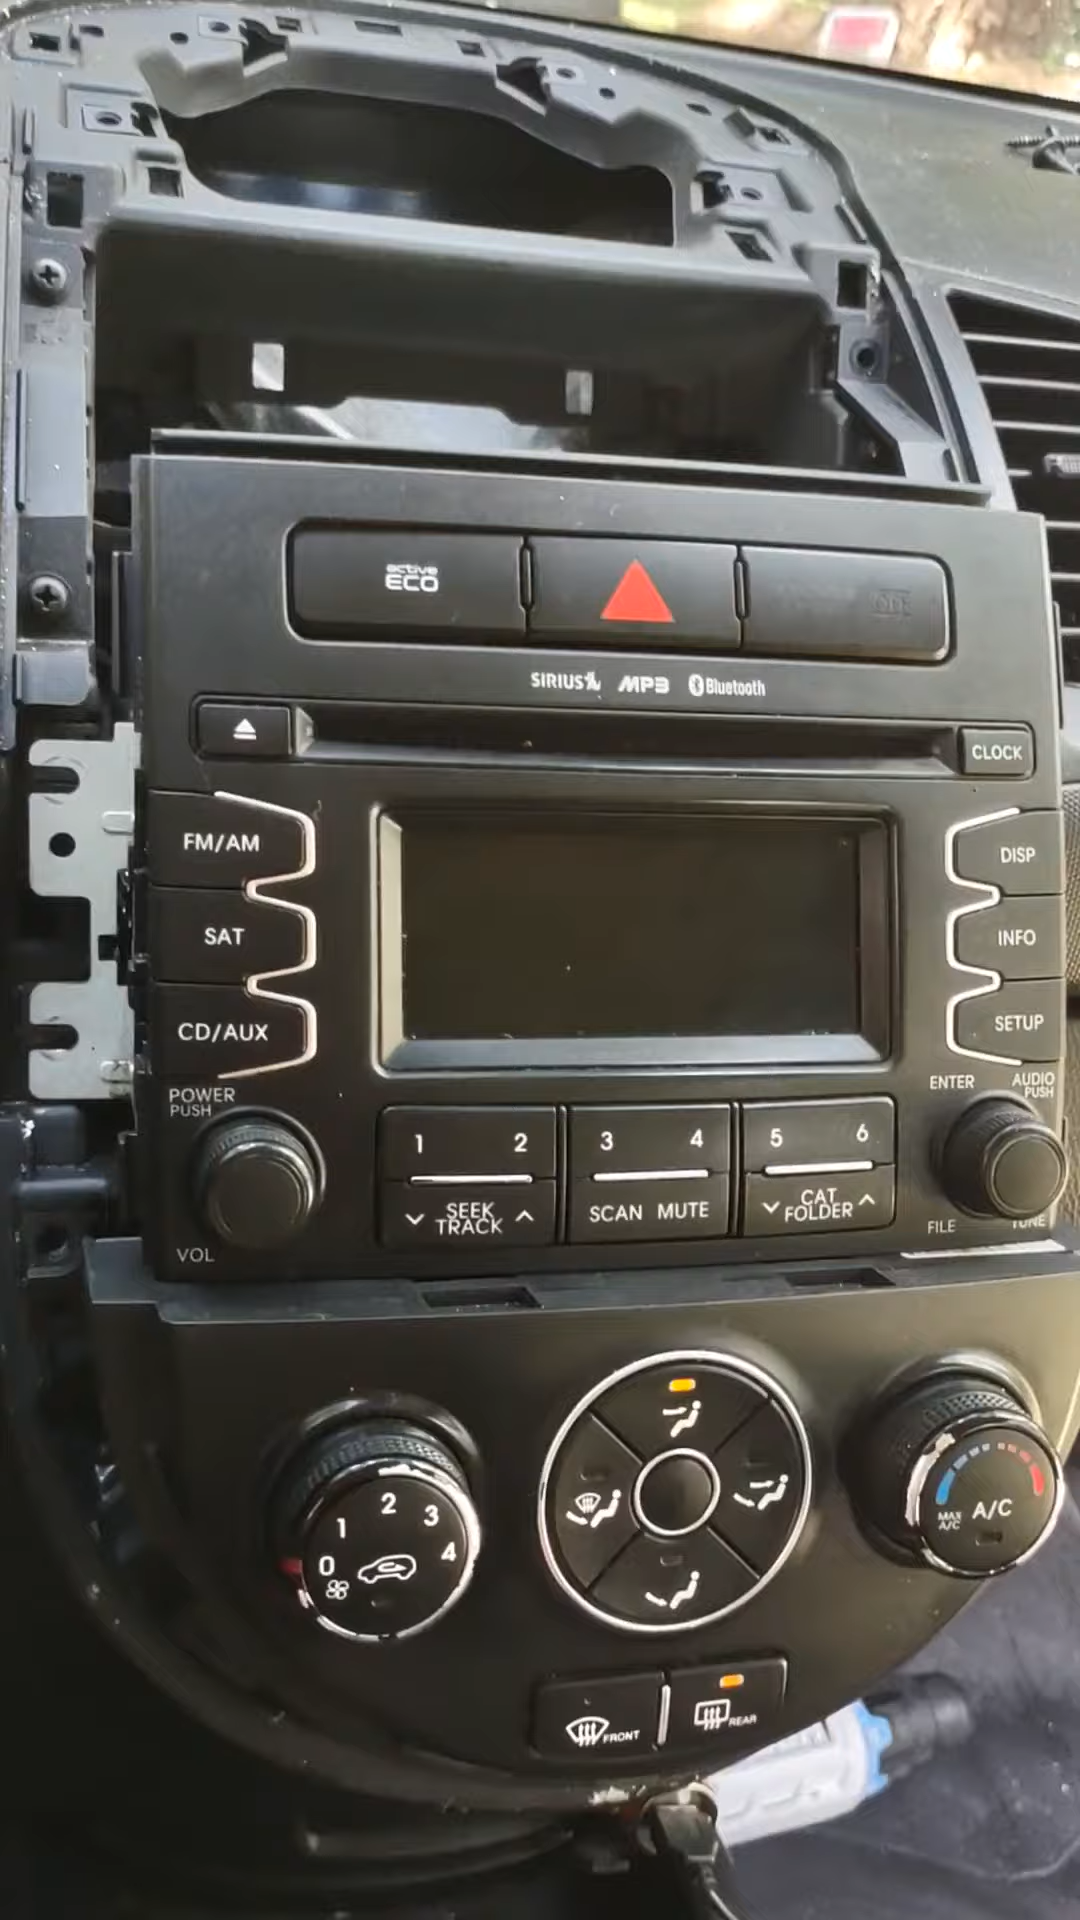 active
ECO
SIRIUS MP3 Bluetooth
CLOCK
FM/AM
DISP
SAT
INFO
CD/AUX
SETUP
POWER
PUSH
ENTER
AUDIO
PUSH
1 2
3 4
5 6
SEEK
TRACK
SCAN MUTE
CAT
FOLDER
VOL
FILE
TUNE
0 1 2 3 4
MAX
A/C
A/C
FRONT
REAR